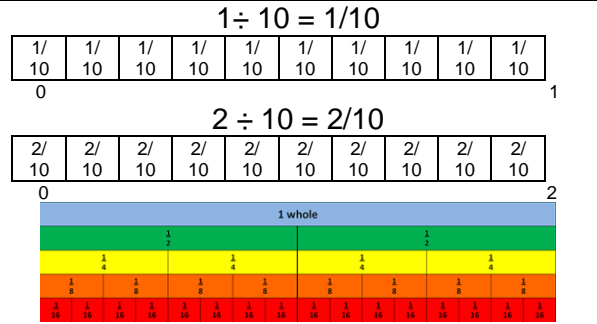 1÷ 10 = 1/10
1/ 1/ 1/ 1/ 1/ 1/ 1/ 1/ 1/ 1/
10 10 10 10 10 10 10 10 10 10
0 1
2 ÷ 10 = 2/10
2/ 2/ 2/ 2/ 2/ 2/ 2/ 2/ 2/ 2/
10 10 10 10 10 10 10 10 10 10
0 2
1 whole
1 1
2 2
1 1 1 1
4 4 4 4
1 1 1 1 1 1 1 1
8 8 8 8 8 8 8 8
1 1 1 1 1 1 1 1 1 1 1 1 1 1 1 1
16 16 16 16 16 16 16 16 16 16 16 16 16 16 16 16